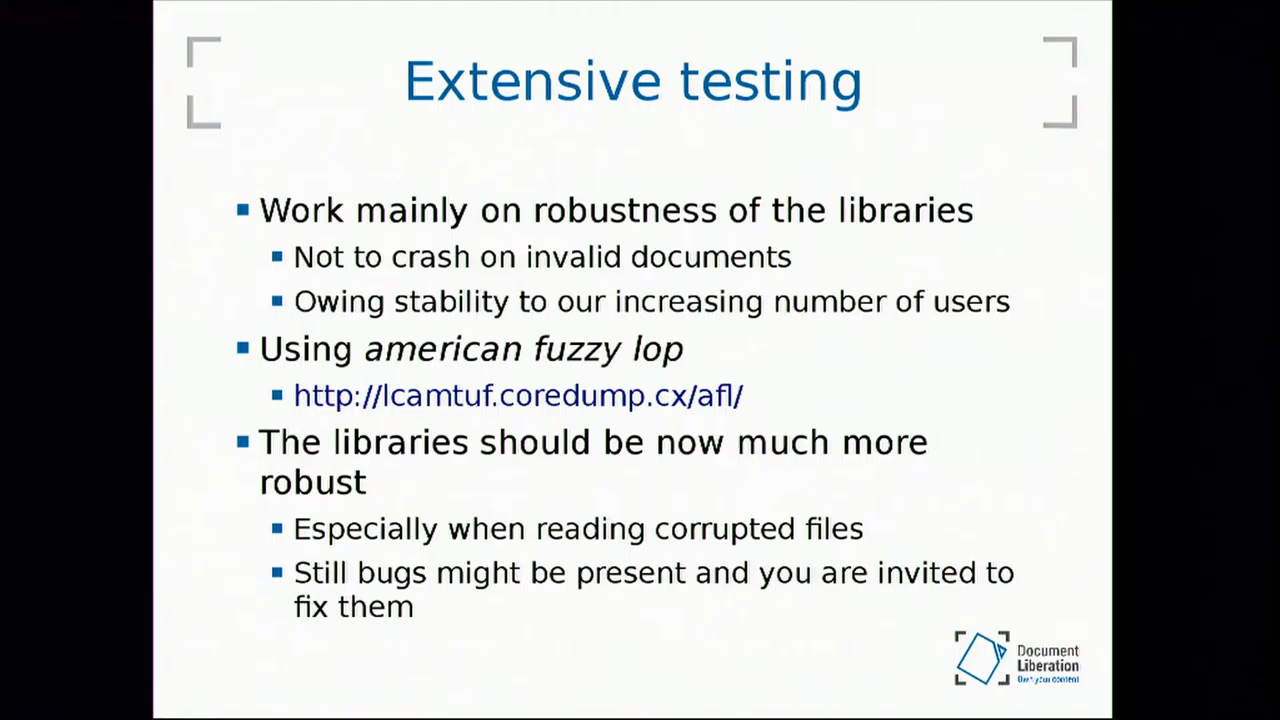 Extensive testing
Work mainly on robustness of the libraries
Not to crash on invalid documents
Owing stability to our increasing number of users
Using american fuzzy lop
http://lcamtuf.coredump.cx/afl/
The libraries should be now much more
robust
Especially when reading corrupted files
Still bugs might be present and you are invited to
fix them
Document
Liberation
Own your content